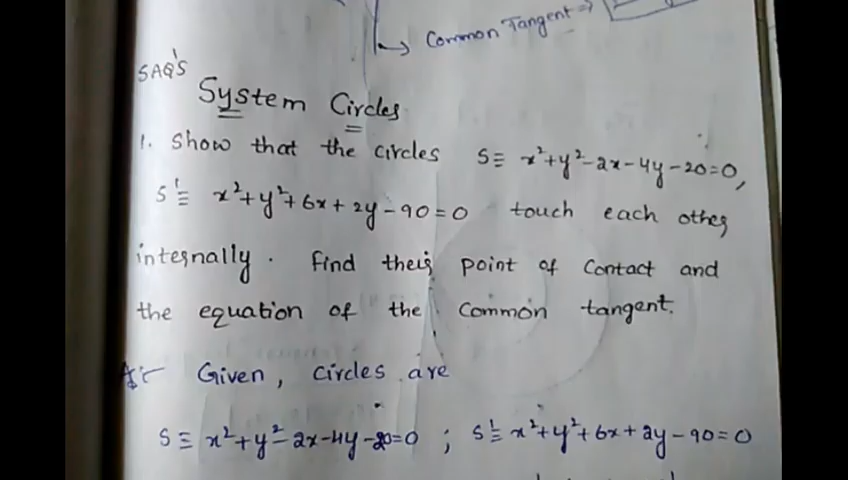 Common Tangent ⇒
SAQ'S
System Circles
1. Show that the circles S≡ x²+y²-2x-4y-20=0,
S'≡ x²+y²+6x+2y-90=0 touch each other
internally. Find their point of Contact and
the equation of the Common tangent.
A:- Given, circles are
S≡ x²+y²-2x-4y-20=0 ; S'≡ x²+y²+6x+2y-90=0